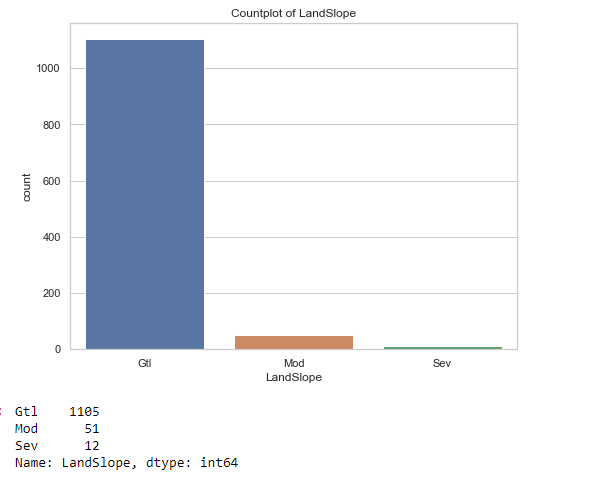 Countplot of LandSlope
1000
800
600
400
200
0
count
Gtl Mod Sev
LandSlope
Gtl 1105
Mod 51
Sev 12
Name: LandSlope, dtype: int64